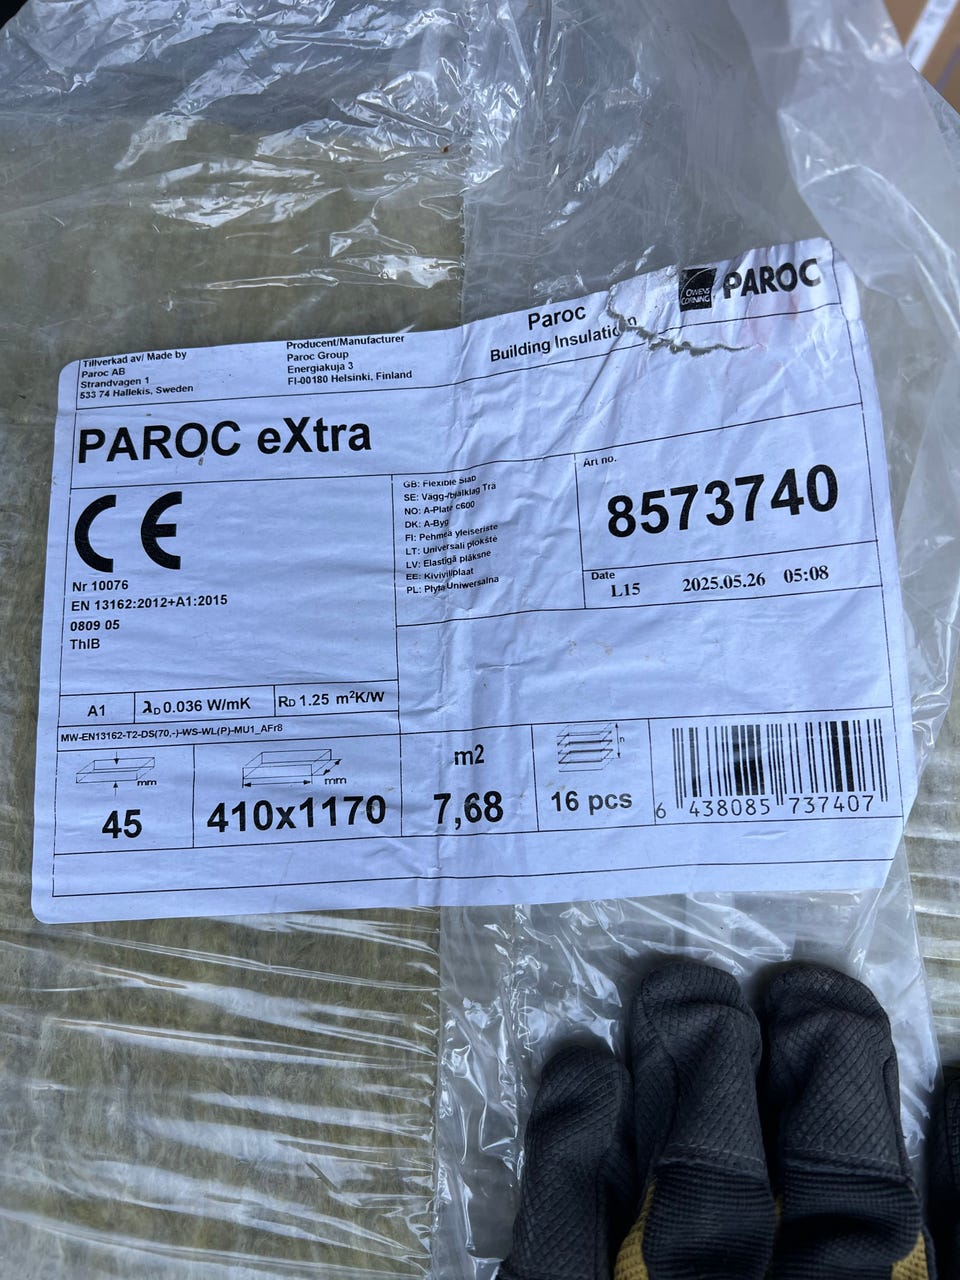 OWENS
CORNING
PAROC
Paroc
Building Insulation
Tillverkad av/ Made by
Paroc AB
Strandvagen 1
533 74 Hallekis, Sweden
Producent/Manufacturer
Paroc Group
Energiakuja 3
FI-00180 Helsinki, Finland
PAROC eXtra
CE
Nr 10076
EN 13162:2012+A1:2015
0809 05
ThIB
GB: Flexible Slab
SE: Vägg-/bjälklag Trä
NO: A-Plate c600
DK: A-Byg
FI: Pehmeä yleiseriste
LT: Universali plokštė
LV: Elastīgā plāksne
EE: Kivivillplaat
PL: Płyta Uniwersalna
Art no.
8573740
Date
L15 2025.05.26 05:08
A1
λD 0.036 W/mK
RD 1.25 m²K/W
MW-EN13162-T2-DS(70,-)-WS-WL(P)-MU1_AFr8
mm
45
mm
410x1170
m2
7,68
n
16 pcs
6 438085 737407